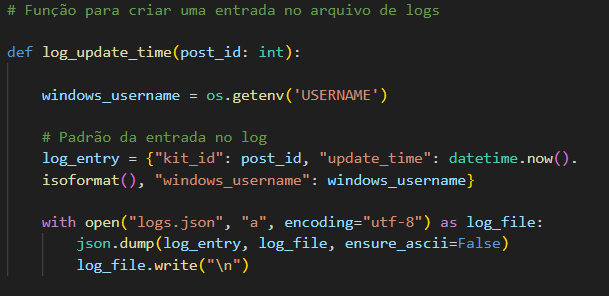 # Função para criar uma entrada no arquivo de logs
def log_update_time(post_id: int):
windows_username = os.getenv('USERNAME')
# Padrão da entrada no log
log_entry = {"kit_id": post_id, "update_time": datetime.now().
isoformat(), "windows_username": windows_username}
with open("logs.json", "a", encoding="utf-8") as log_file:
json.dump(log_entry, log_file, ensure_ascii=False)
log_file.write("\n")